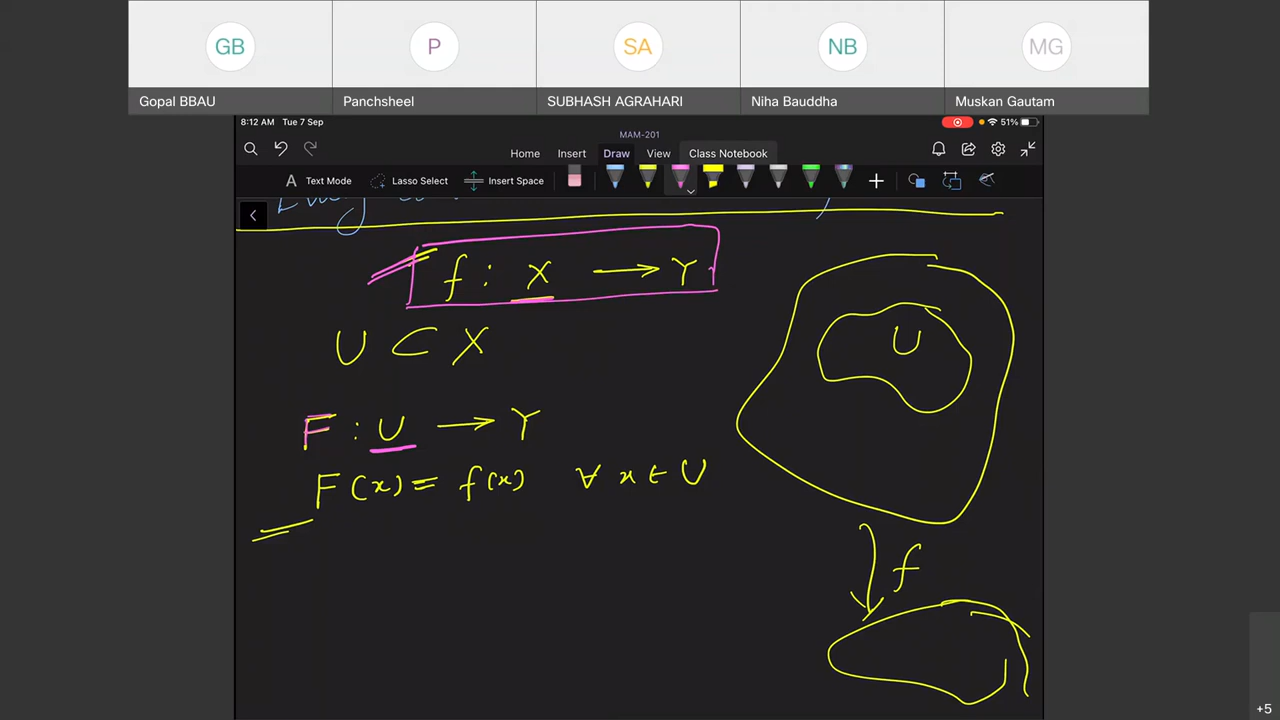 GB P SA NB MG
Gopal BBAU Panchsheel SUBHASH AGRAHARI Niha Bauddha Muskan Gautam
8:12 AM Tue 7 Sep 51%
MAM-201
Home Insert Draw View Class Notebook
A Text Mode Lasso Select Insert Space
f : X → Y
U ⊂ X
U
F : U → Y
F(x) = f(x) ∀ x ∈ U
f
+5